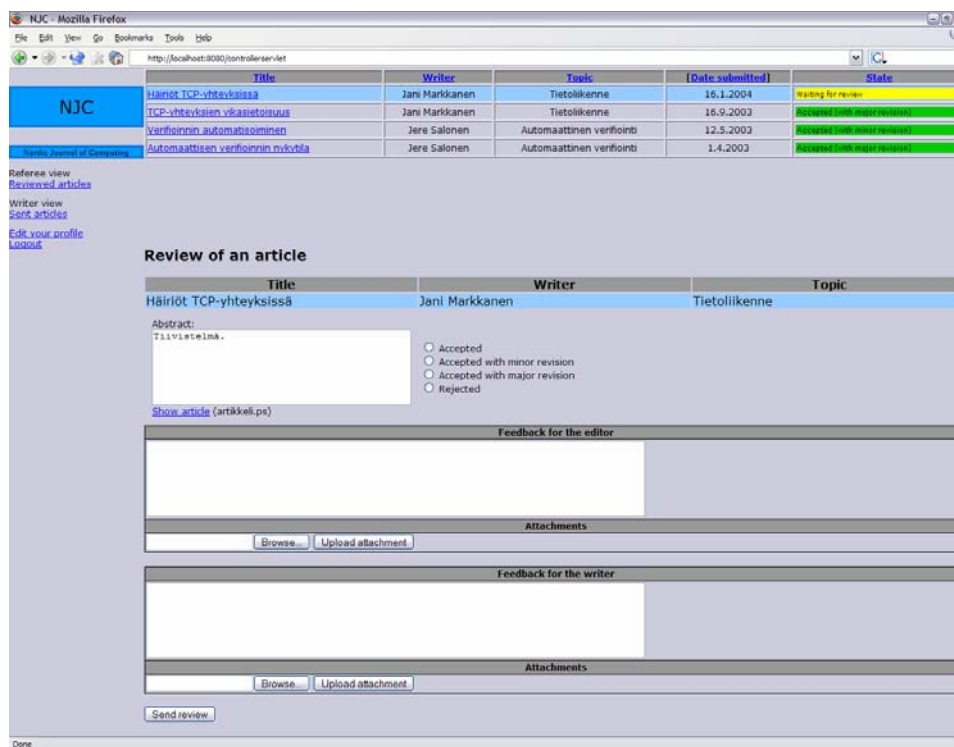 NJC - Mozilla Firefox
File Edit View Go Bookmarks Tools Help
http://localhost:8080/controllerservlet
Title Writer Topic [Date submitted] State
Häiriöt TCP-yhteyksissä Jani Markkanen Tietoliikenne 16.1.2004 Waiting for review
TCP-yhteyksien vikasietoisuus Jani Markkanen Tietoliikenne 16.9.2003 Accepted (with major revision)
Verifioinnin automatisoiminen Jere Salonen Automaattinen verifiointi 12.5.2003 Accepted (with minor revision)
Automaattisen verifioinnin nykytila Jere Salonen Automaattinen verifiointi 1.4.2003 Accepted (with major revision)
NJC
Nordic Journal of Computing
Referee view
Reviewed articles
Writer view
Sent articles
Edit your profile
Logout
Review of an article
Title Writer Topic
Häiriöt TCP-yhteyksissä Jani Markkanen Tietoliikenne
Abstract:
Tiivistelmä.
Accepted
Accepted with minor revision
Accepted with major revision
Rejected
Show article (artikkeli.ps)
Feedback for the editor
Attachments
Browse... Upload attachment
Feedback for the writer
Attachments
Browse... Upload attachment
Send review
Done